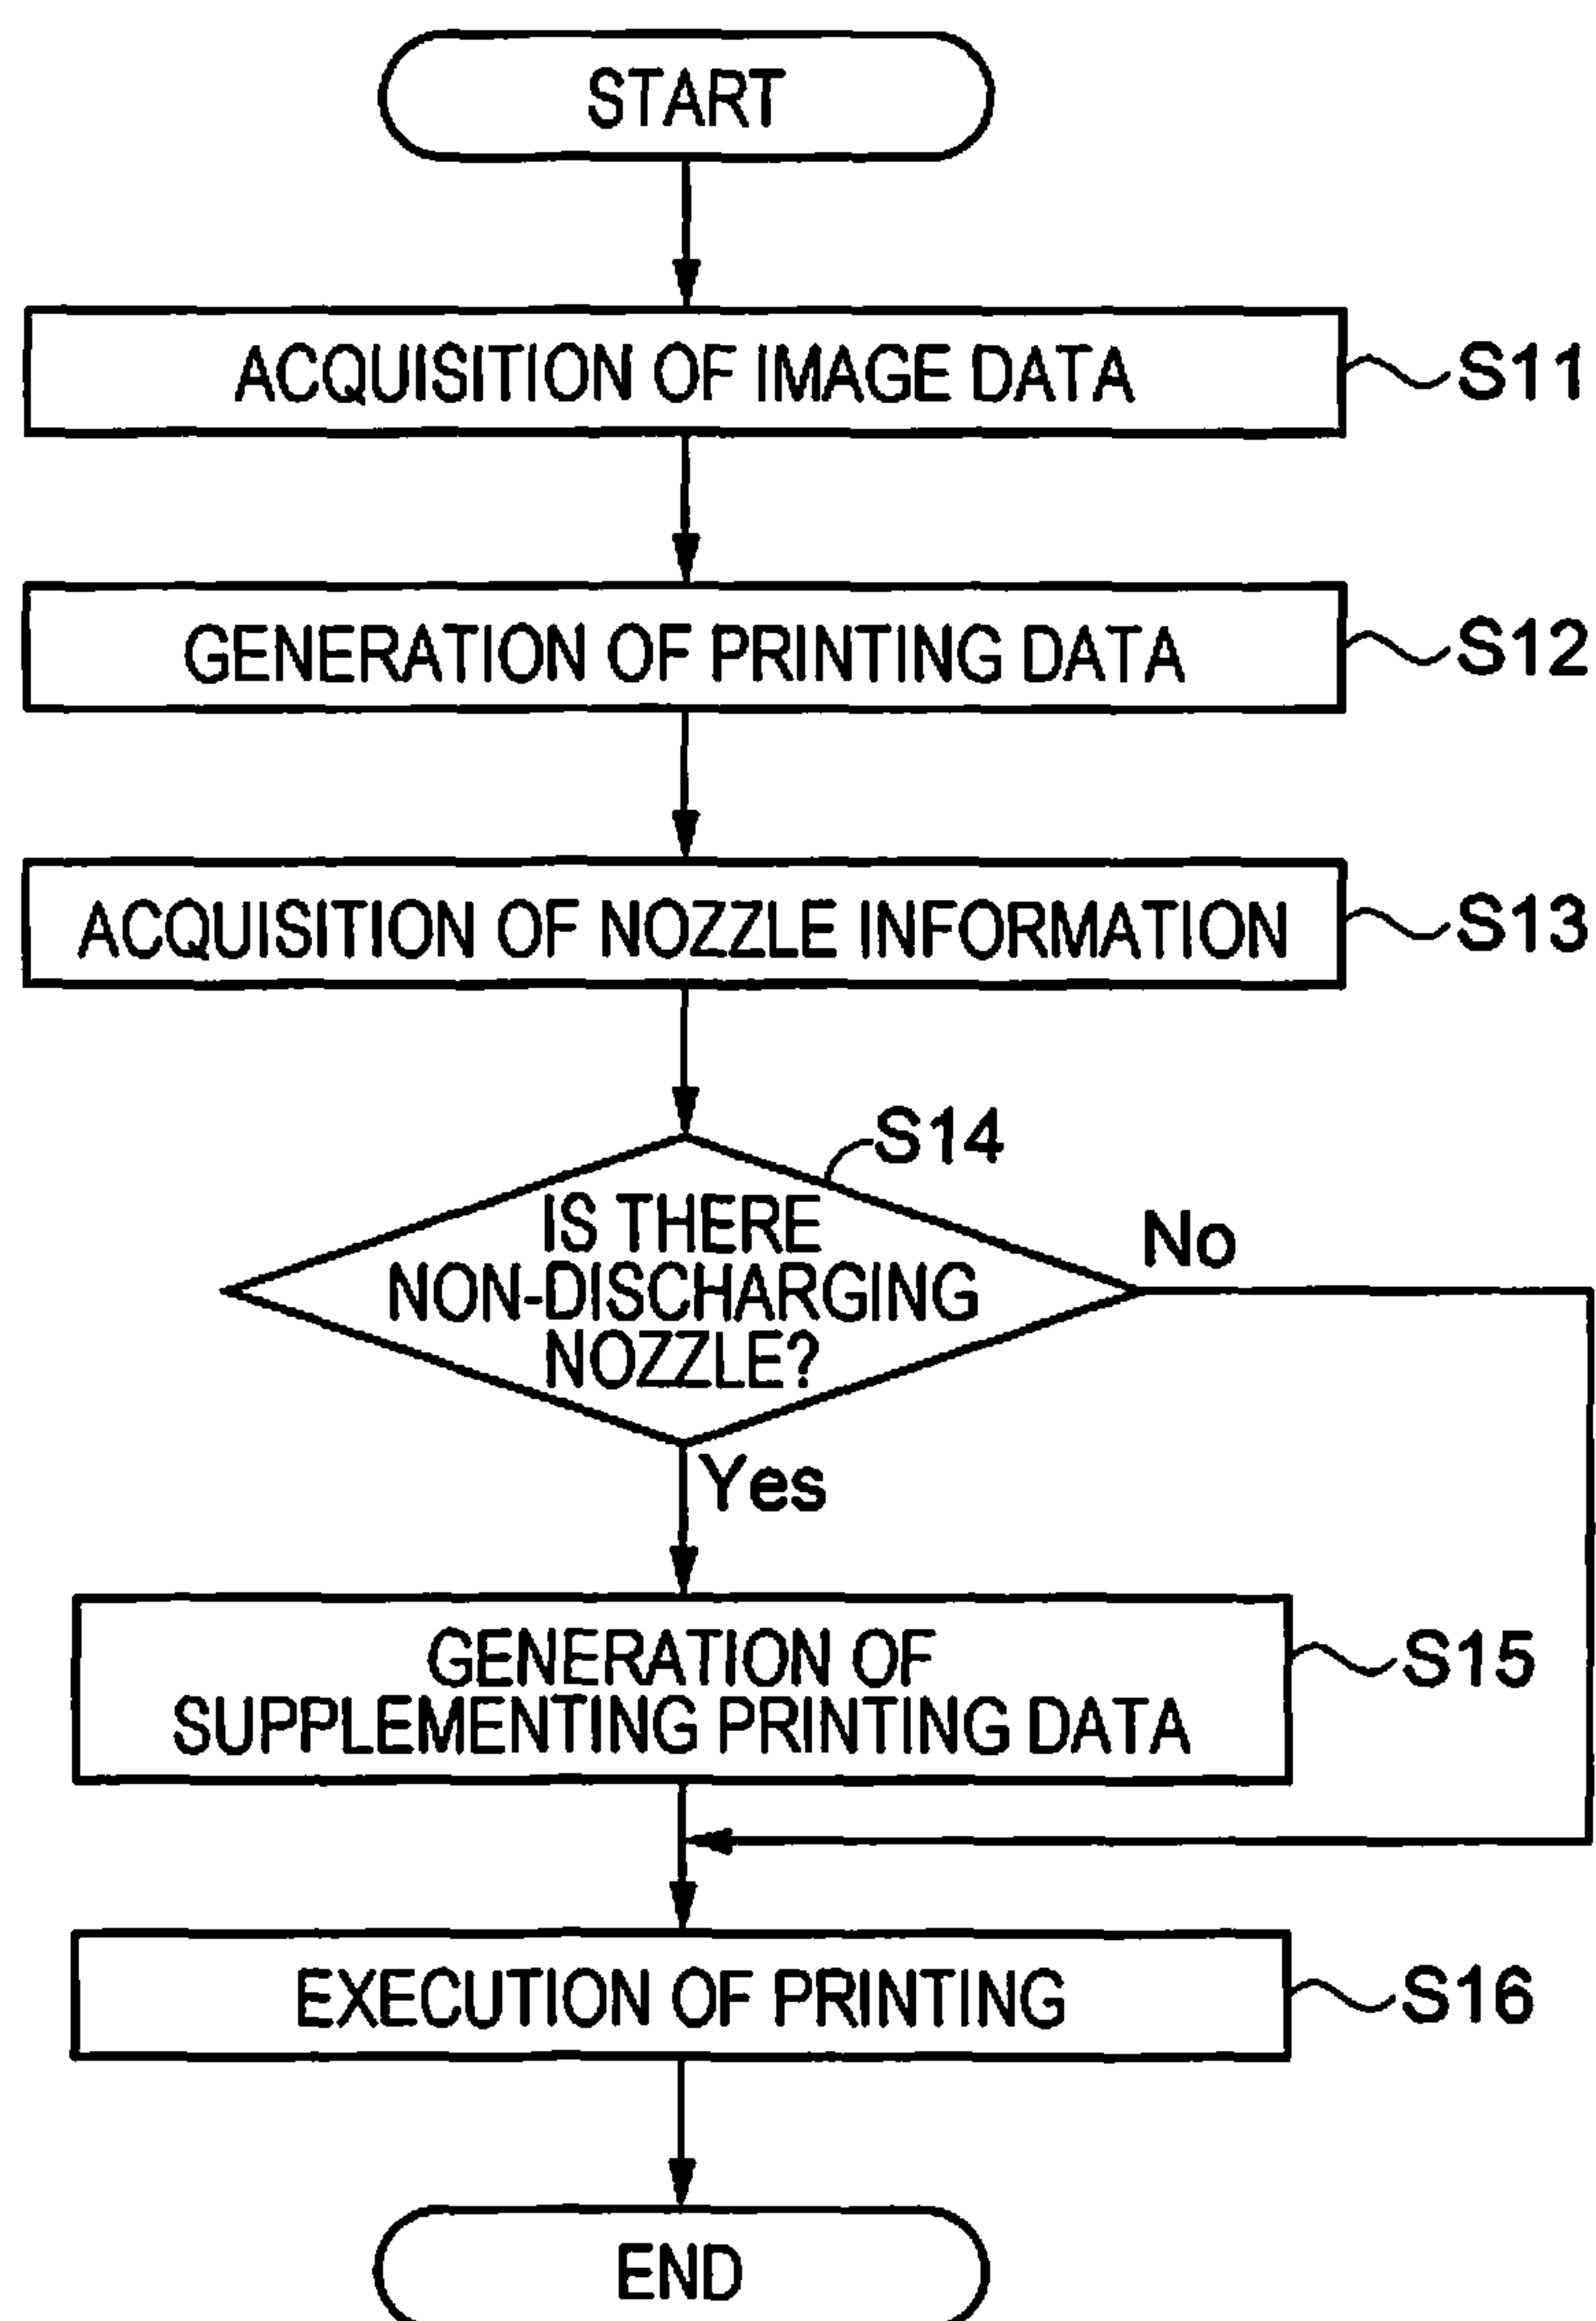 START
ACQUISITION OF IMAGE DATA
S11
GENERATION OF PRINTING DATA
S12
ACQUISITION OF NOZZLE INFORMATION
S13
S14
IS THERE
NON-DISCHARGING
NOZZLE?
No
Yes
GENERATION OF
SUPPLEMENTING PRINTING DATA
S15
EXECUTION OF PRINTING
S16
END